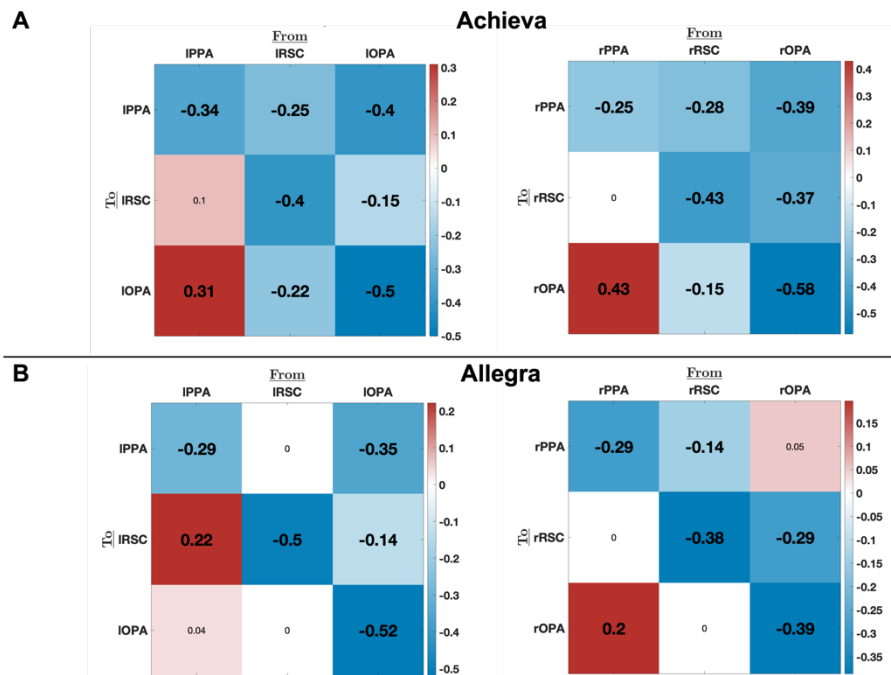 A
Achieva
From
lPPA lRSC lOPA
lPPA -0.34 -0.25 -0.4
To
lRSC 0.1 -0.4 -0.15
lOPA 0.31 -0.22 -0.5
0.3
0.2
0.1
0
-0.1
-0.2
-0.3
-0.4
-0.5
rPPA rRSC rOPA
rPPA -0.25 -0.28 -0.39
rRSC 0 -0.43 -0.37
rOPA 0.43 -0.15 -0.58
0.4
0.3
0.2
0.1
0
-0.1
-0.2
-0.3
-0.4
-0.5
B
Allegra
From
lPPA lRSC lOPA
lPPA -0.29 0 -0.35
To
lRSC 0.22 -0.5 -0.14
lOPA 0.04 0 -0.52
0.2
0.1
0
-0.1
-0.2
-0.3
-0.4
-0.5
From
rPPA rRSC rOPA
rPPA -0.29 -0.14 0.05
To
rRSC 0 -0.38 -0.29
rOPA 0.2 0 -0.39
0.15
0.1
0.05
0
-0.05
-0.1
-0.15
-0.2
-0.25
-0.3
-0.35